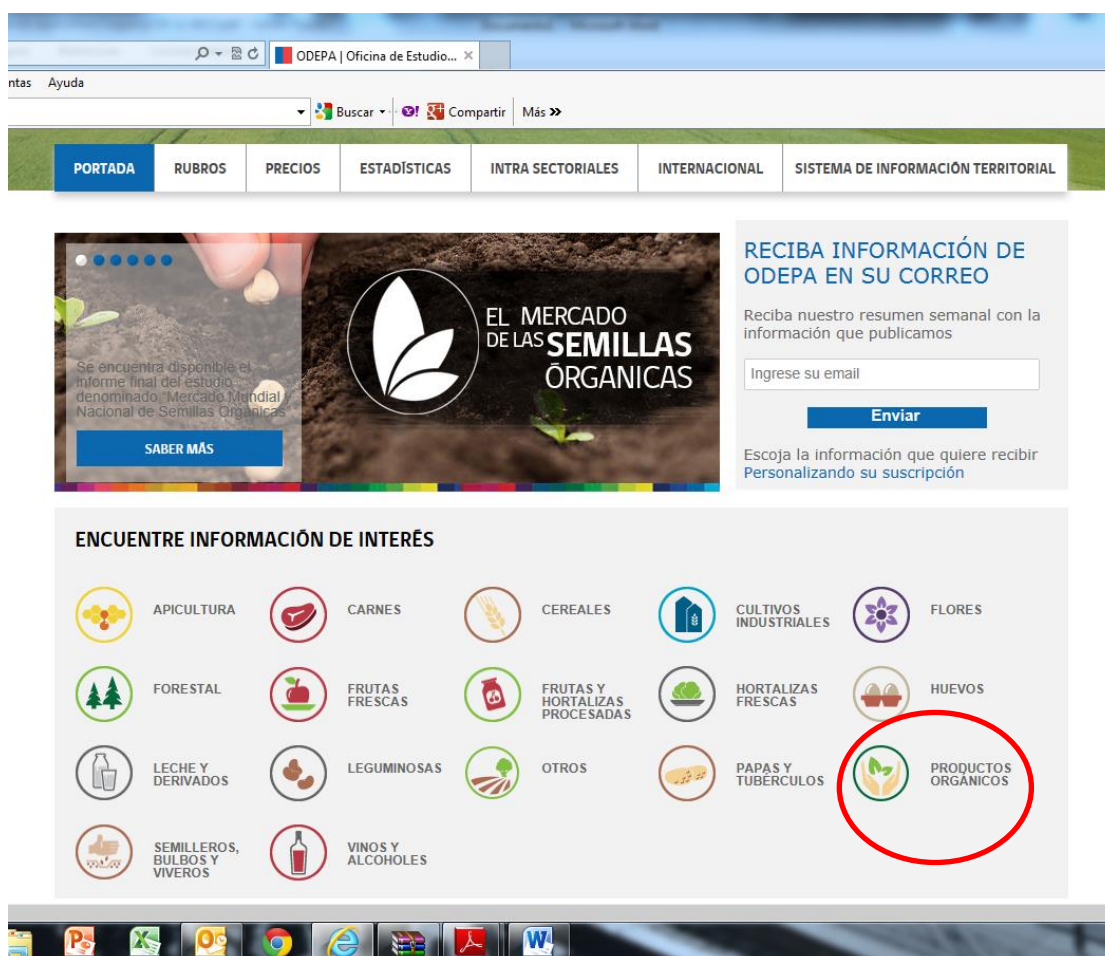 ODEPA | Oficina de Estudio...
ntas Ayuda
Buscar
Compartir
Más »
PORTADA
RUBROS
PRECIOS
ESTADÍSTICAS
INTRA SECTORIALES
INTERNACIONAL
SISTEMA DE INFORMACIÓN TERRITORIAL
Se encuentra disponible el
informe final del estudio
denominado "Mercado Mundial y
Nacional de Semillas Orgánicas"
SABER MÁS
EL MERCADO
DE LAS SEMILLAS
ÓRGANICAS
RECIBA INFORMACIÓN DE
ODEPA EN SU CORREO
Reciba nuestro resumen semanal con la
información que publicamos
Ingrese su email
Enviar
Escoja la información que quiere recibir
Personalizando su suscripción
ENCUENTRE INFORMACIÓN DE INTERÉS
APICULTURA
CARNES
CEREALES
CULTIVOS
INDUSTRIALES
FLORES
FORESTAL
FRUTAS
FRESCAS
FRUTAS Y
HORTALIZAS
PROCESADAS
HORTALIZAS
FRESCAS
HUEVOS
LECHE Y
DERIVADOS
LEGUMINOSAS
OTROS
PAPAS Y
TUBÉRCULOS
PRODUCTOS
ORGÁNICOS
SEMILLEROS,
BULBOS Y
VIVEROS
VINOS Y
ALCOHOLES